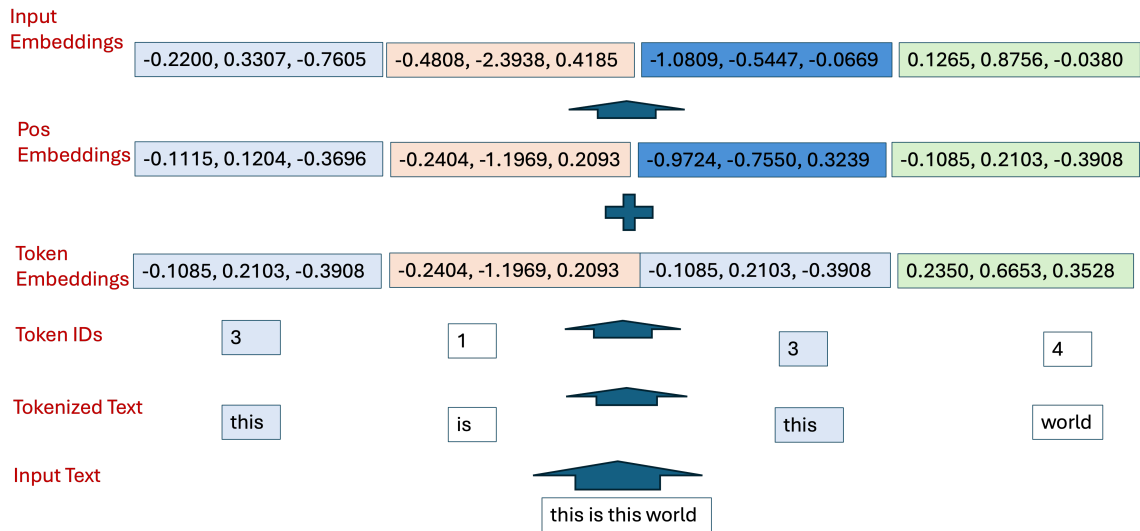 Input
Embeddings
-0.2200, 0.3307, -0.7605
-0.4808, -2.3938, 0.4185
-1.0809, -0.5447, -0.0669
0.1265, 0.8756, -0.0380
Pos
Embeddings
-0.1115, 0.1204, -0.3696
-0.2404, -1.1969, 0.2093
-0.9724, -0.7550, 0.3239
-0.1085, 0.2103, -0.3908
Token
Embeddings
-0.1085, 0.2103, -0.3908
-0.2404, -1.1969, 0.2093
-0.1085, 0.2103, -0.3908
0.2350, 0.6653, 0.3528
Token IDs
3
1
3
4
Tokenized Text
this
is
this
world
Input Text
this is this world